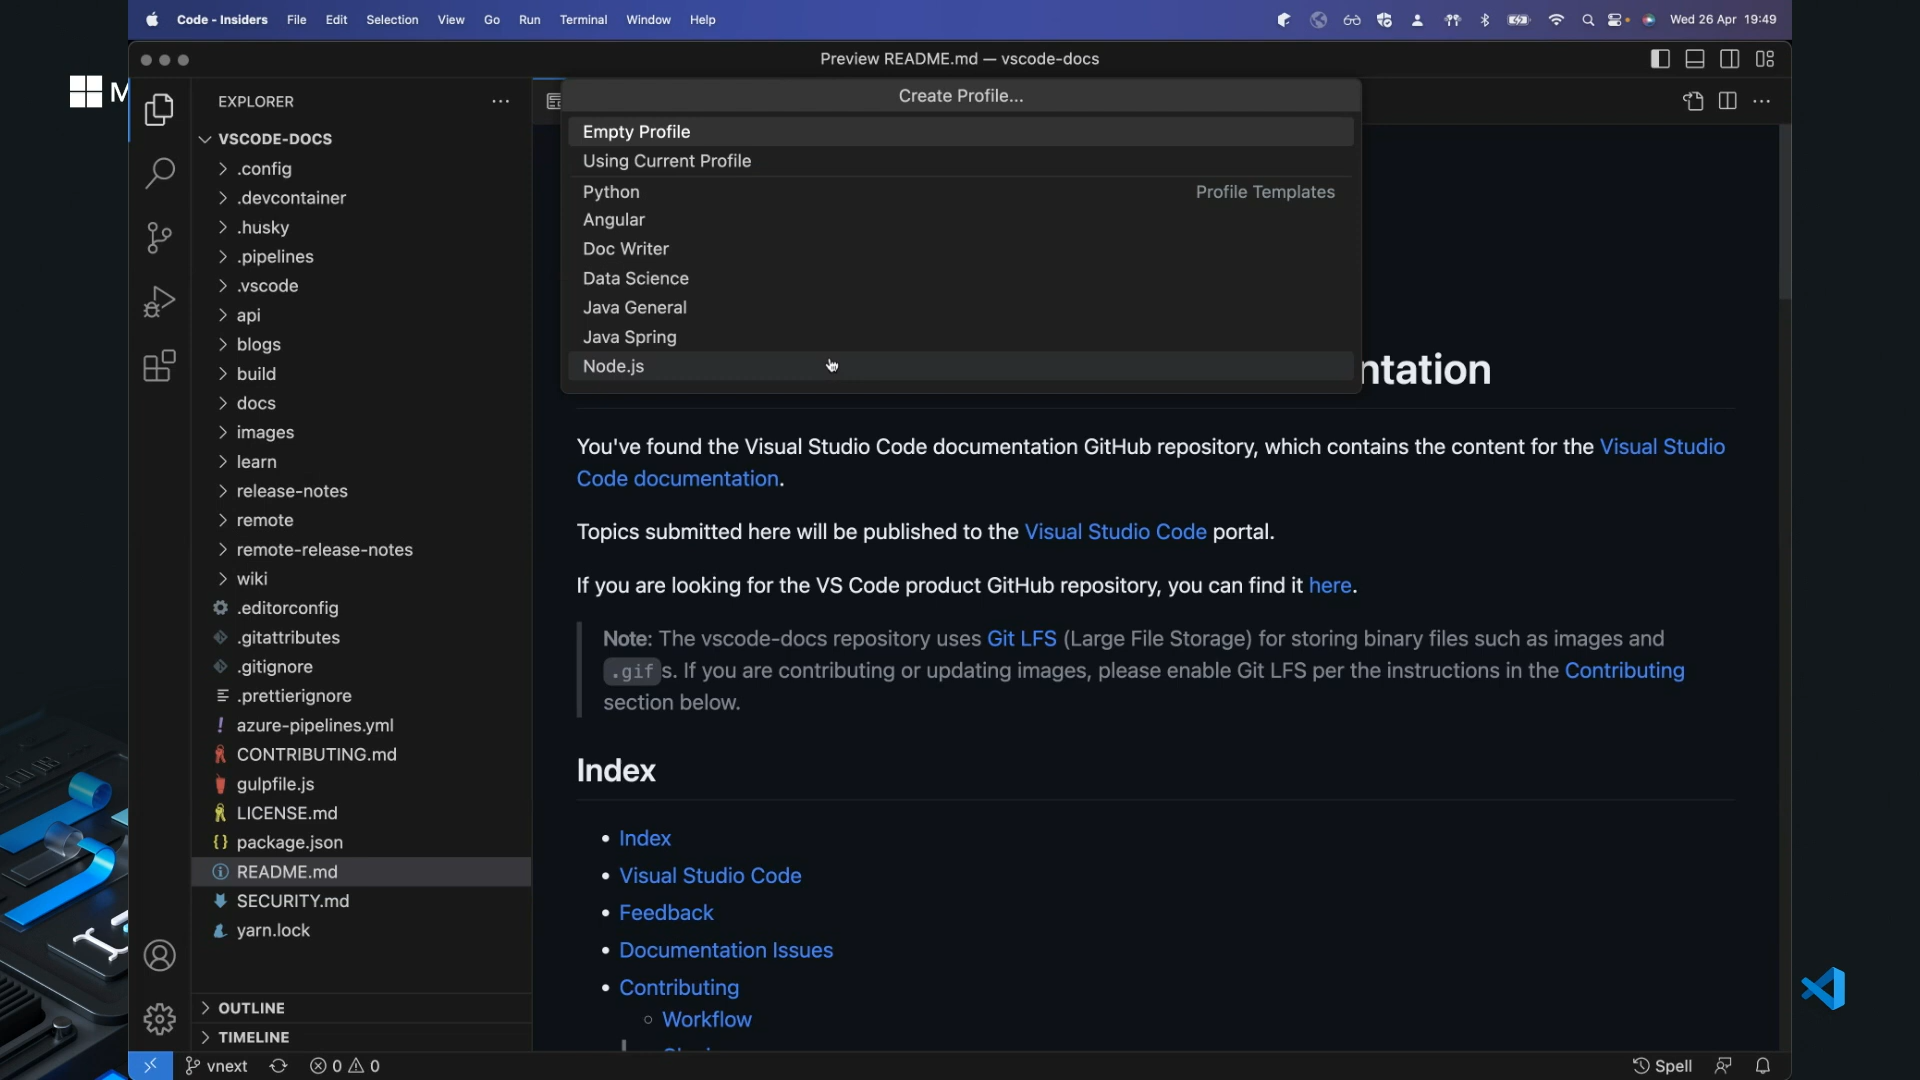 Code - Insiders File Edit Selection View Go Run Terminal Window Help
Wed 26 Apr 19:49
M
Preview README.md — vscode-docs
EXPLORER
VSCODE-DOCS
.config
.devcontainer
.husky
.pipelines
.vscode
api
blogs
build
docs
images
learn
release-notes
remote
remote-release-notes
wiki
.editorconfig
.gitattributes
.gitignore
.prettierignore
azure-pipelines.yml
CONTRIBUTING.md
gulpfile.js
LICENSE.md
package.json
README.md
SECURITY.md
yarn.lock
OUTLINE
TIMELINE
Create Profile...
Empty Profile
Using Current Profile
Python Profile Templates
Angular
Doc Writer
Data Science
Java General
Java Spring
Node.js
ntation
You've found the Visual Studio Code documentation GitHub repository, which contains the content for the Visual Studio
Code documentation.
Topics submitted here will be published to the Visual Studio Code portal.
If you are looking for the VS Code product GitHub repository, you can find it here.
Note: The vscode-docs repository uses Git LFS (Large File Storage) for storing binary files such as images and
.gif s. If you are contributing or updating images, please enable Git LFS per the instructions in the Contributing
section below.
Index
• Index
• Visual Studio Code
• Feedback
• Documentation Issues
• Contributing
◦ Workflow
vnext 0 0
Spell